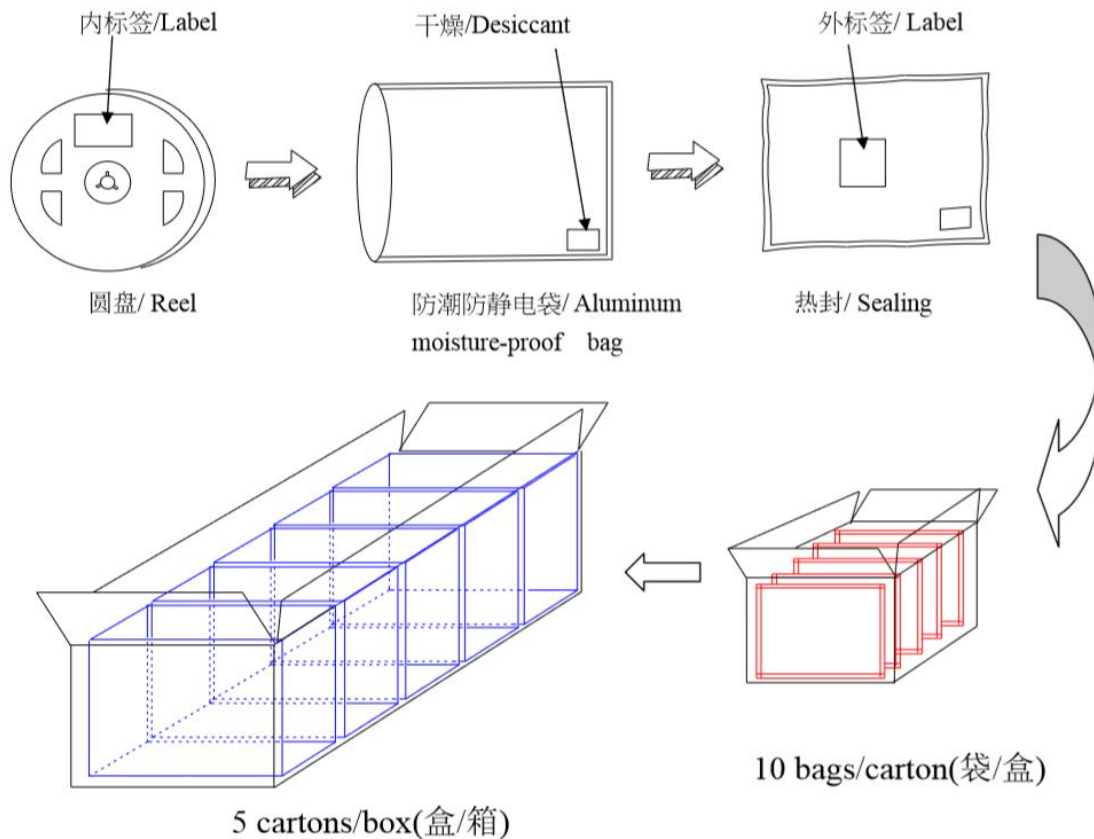 内标签/Label
干燥/Desiccant
外标签/ Label
圆盘/ Reel
防潮防静电袋/ Aluminum
moisture-proof bag
热封/ Sealing
10 bags/carton(袋/盒)
5 cartons/box(盒/箱)